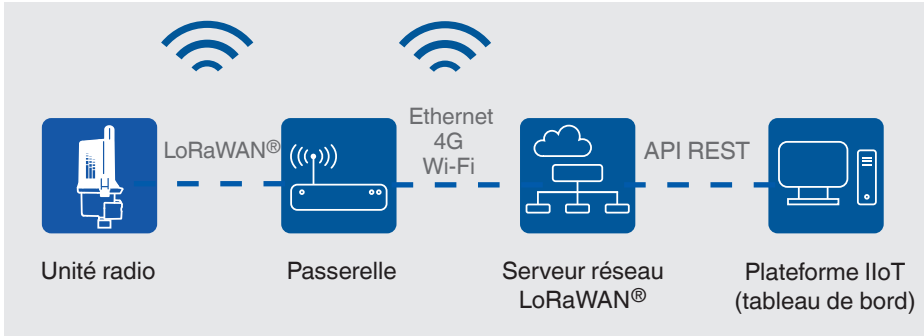 LoRaWAN®
Ethernet
4G
Wi-Fi
API REST
Unité radio
Passerelle
Serveur réseau
LoRaWAN®
Plateforme IIoT
(tableau de bord)